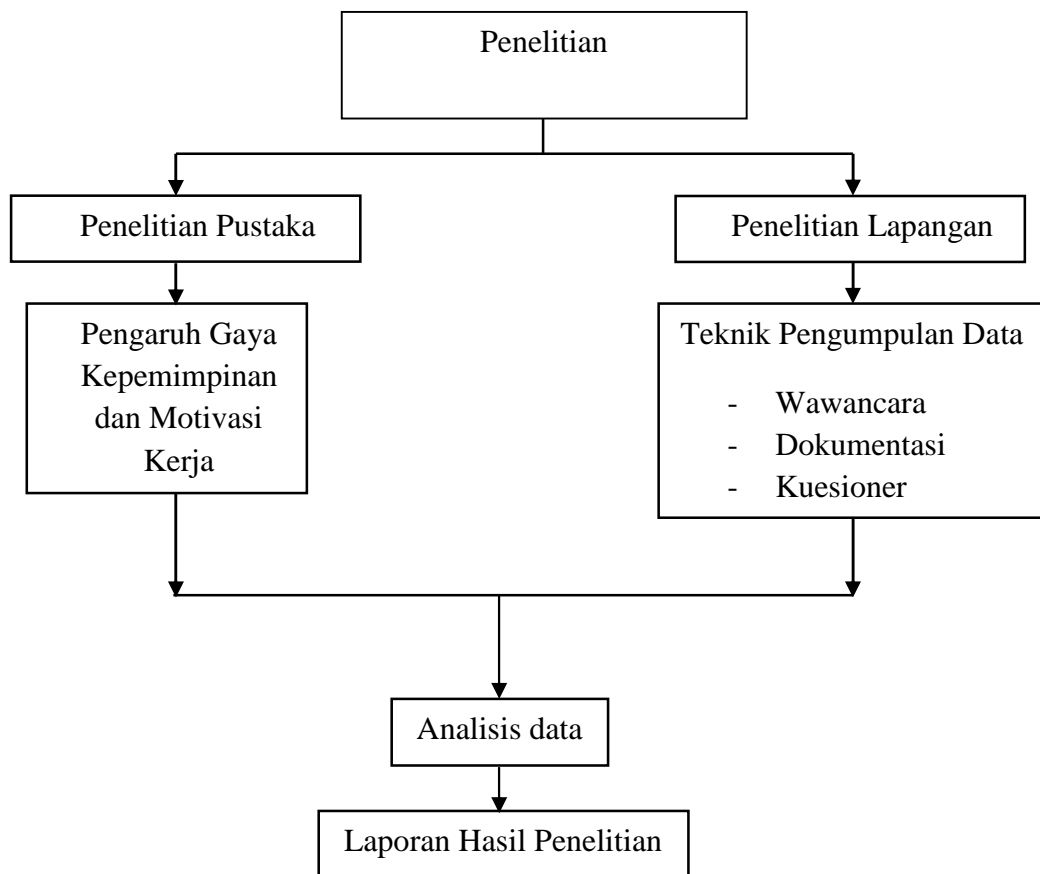 Penelitian
Penelitian Pustaka
Penelitian Lapangan
Pengaruh Gaya
Kepemimpinan
dan Motivasi
Kerja
Teknik Pengumpulan Data
- Wawancara
- Dokumentasi
- Kuesioner
Analisis data
Laporan Hasil Penelitian